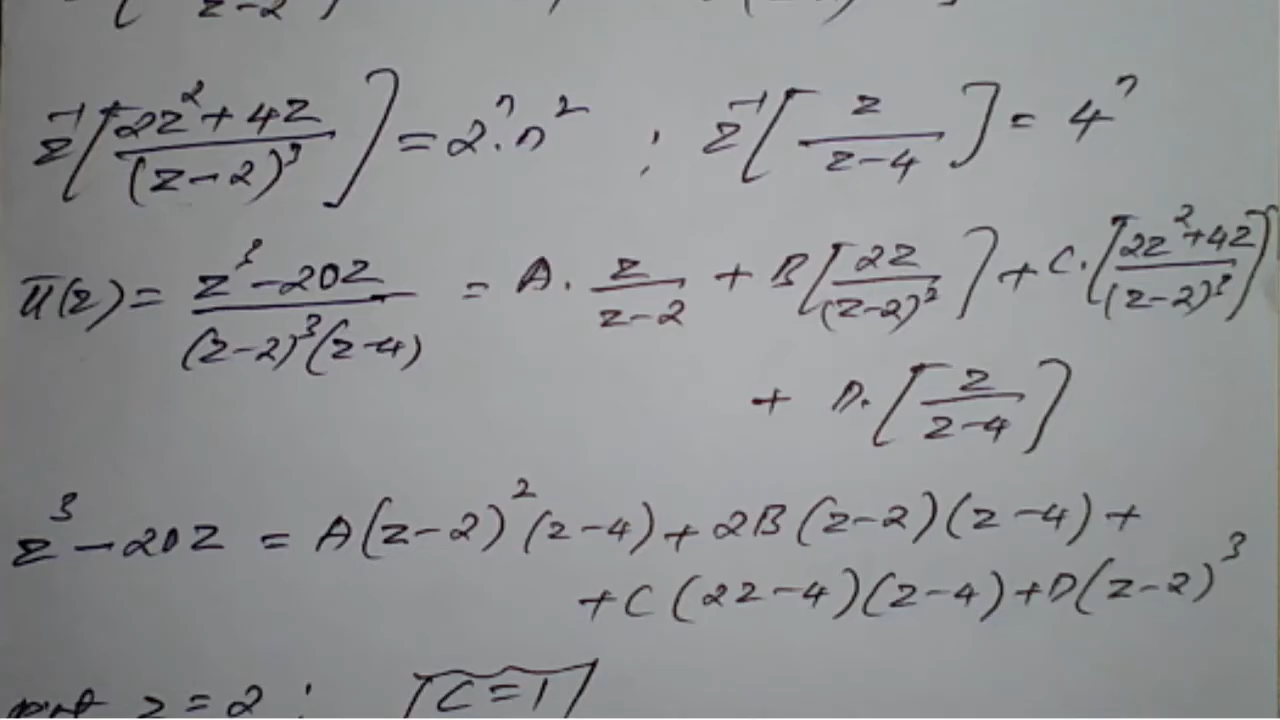 z⁻¹[(2z²+4z)/(z-2)³] = 2ⁿ.n² ; z⁻¹[z/(z-4)] = 4ⁿ
ū(z) = (z³-20z)/((z-2)³(z-4)) = A. z/(z-2) + B[2z/(z-2)²] + C.[(2z²+4z)/(z-2)³]
+ D.[z/(z-4)]
z³-20z = A(z-2)²(z-4) + 2B(z-2)(z-4) +
+C(2z-4)(z-4)+D(z-2)³
z=2 : C=1